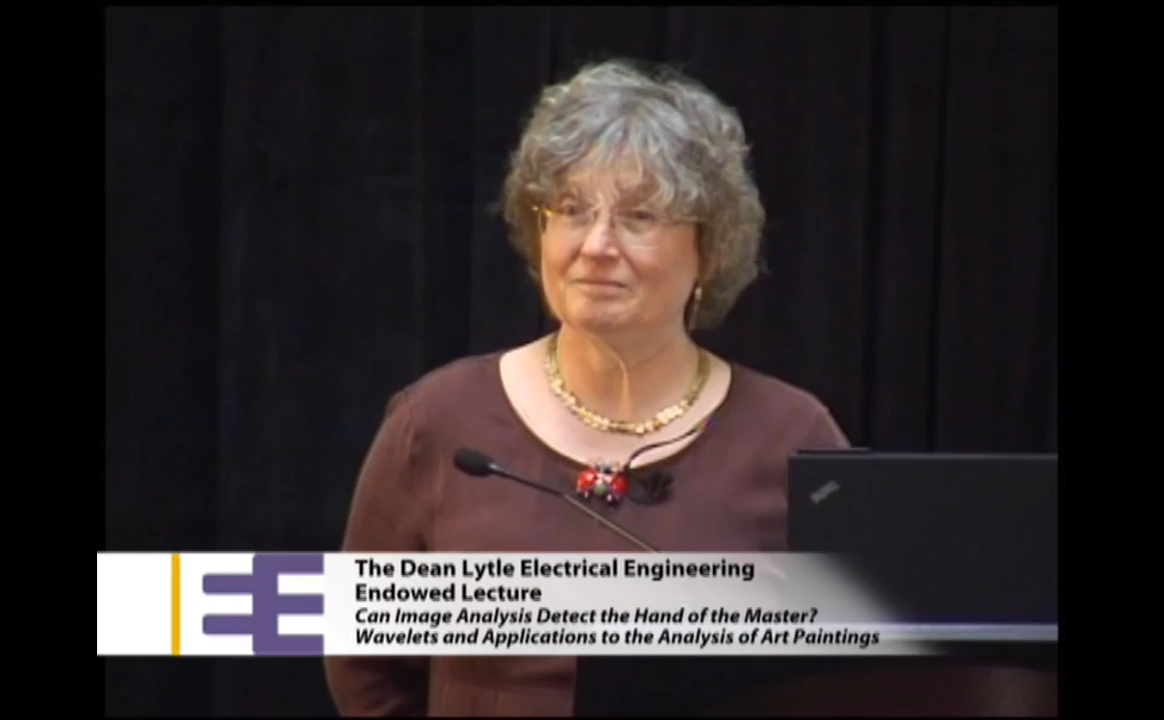 The Dean Lytle Electrical Engineering
Endowed Lecture
Can Image Analysis Detect the Hand of the Master?
Wavelets and Applications to the Analysis of Art Paintings